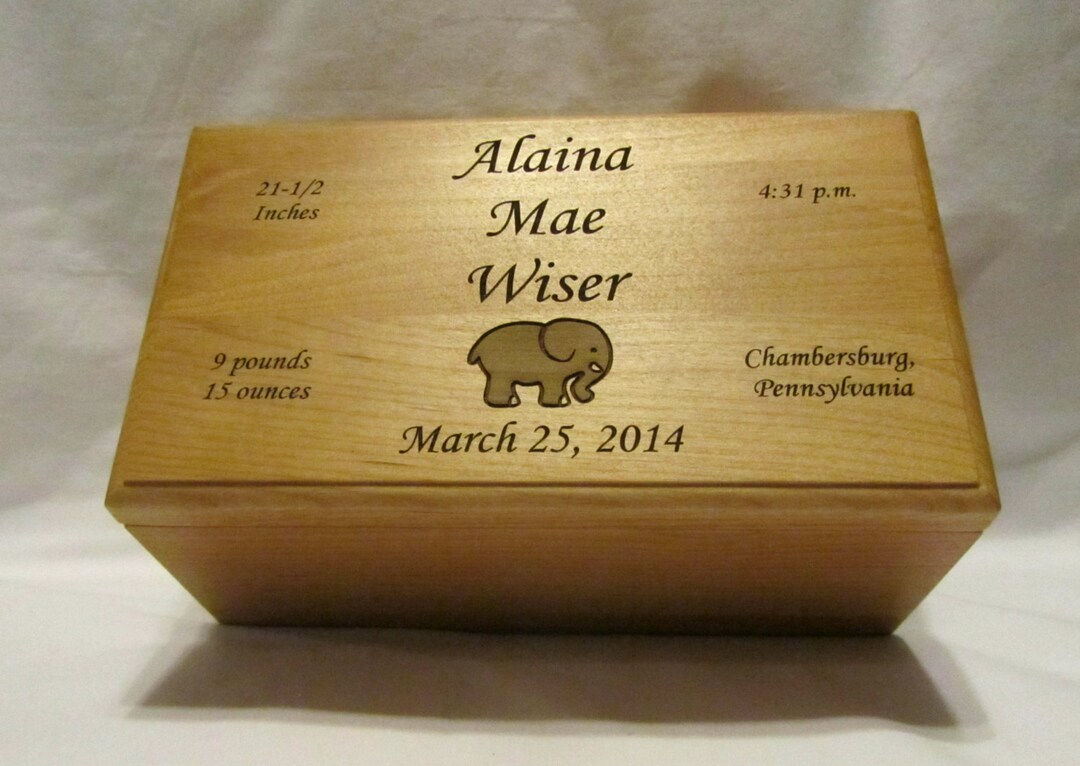 Alaina
Mae
Wiser
21-1/2
Inches
4:31 p.m.
9 pounds
15 ounces
Chambersburg,
Pennsylvania
March 25, 2014